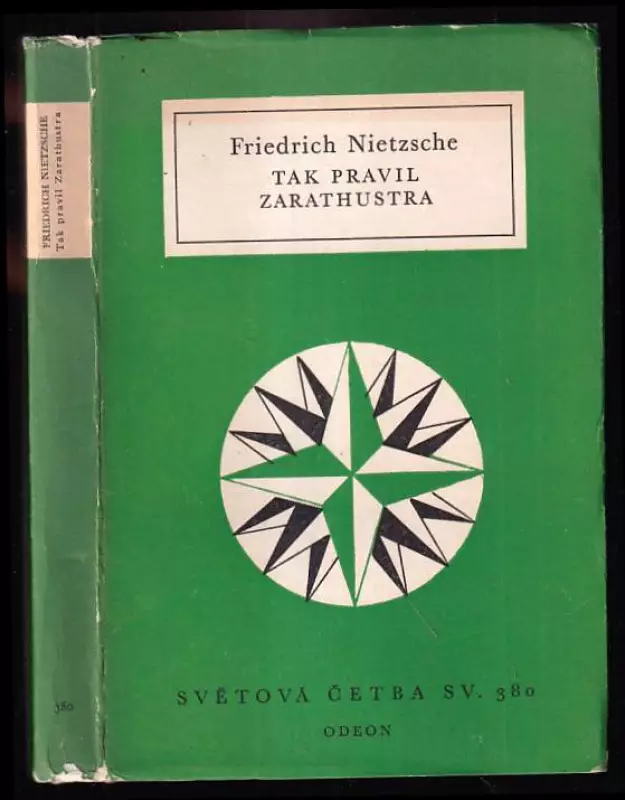 FRIEDRICH NIETZSCHE
Tak pravil Zarathustra
380
Friedrich Nietzsche
TAK PRAVIL
ZARATHUSTRA
SVĚTOVÁ ČETBA SV. 380
ODEON